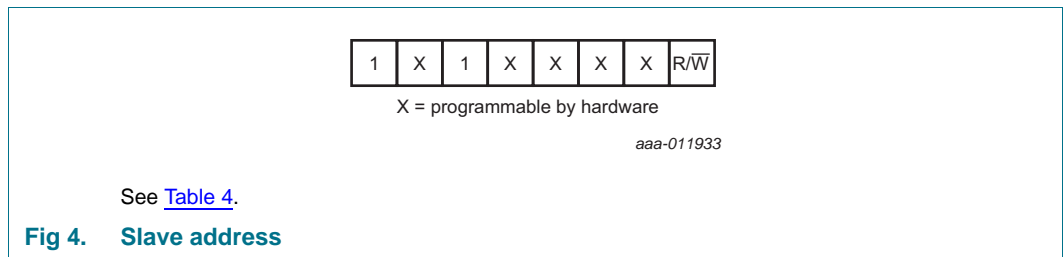 1 X 1 X X X X R/W̅
X = programmable by hardware
aaa-011933
See Table 4.
Fig 4. Slave address